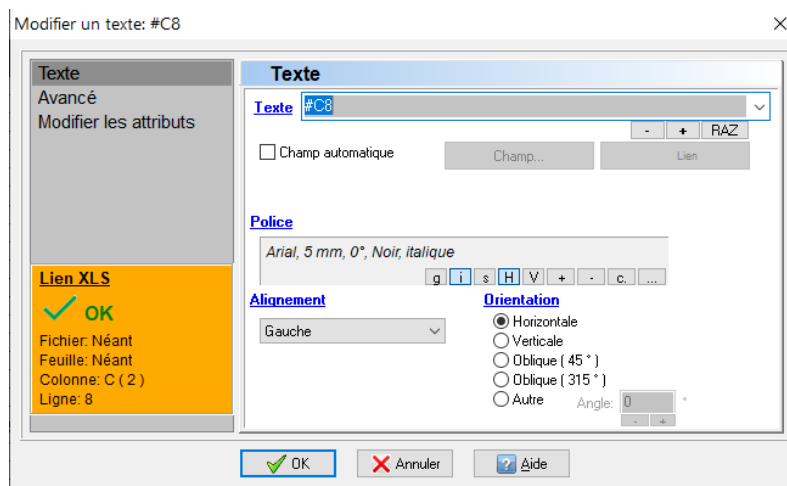 Modifier un texte: #C8
Texte
Avancé
Modifier les attributs
Lien XLS
OK
Fichier: Néant
Feuille: Néant
Colonne: C ( 2 )
Ligne: 8
Texte
Texte #C8
- + RAZ
Champ automatique Champ... Lien
Police
Arial, 5 mm, 0°, Noir, italique
g i s H V + - c. ...
Alignement
Gauche
Orientation
Horizontale
Verticale
Oblique ( 45 ° )
Oblique ( 315 ° )
Autre Angle: 0 °
- +
OK Annuler Aide